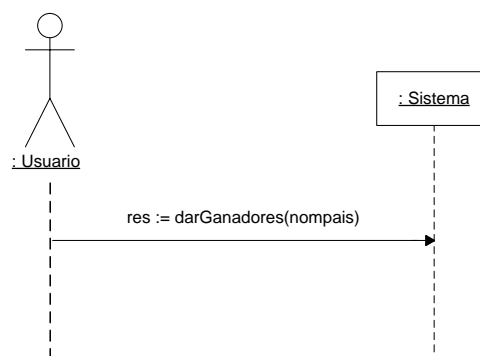 : Sistema
: Usuario
res := darGanadores(nompais)